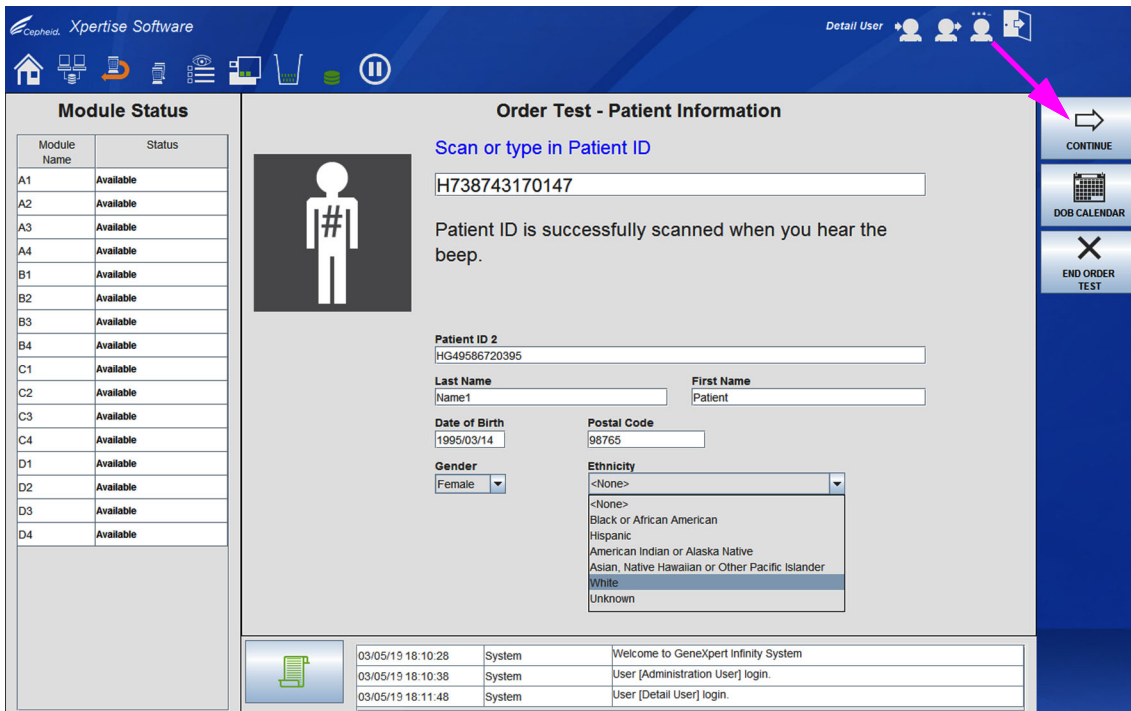 Cepheid. Xpertise Software
Detail User
Module Status
Module Name Status
A1 Available
A2 Available
A3 Available
A4 Available
B1 Available
B2 Available
B3 Available
B4 Available
C1 Available
C2 Available
C3 Available
C4 Available
D1 Available
D2 Available
D3 Available
D4 Available
Order Test - Patient Information
Scan or type in Patient ID
H738743170147
#
Patient ID is successfully scanned when you hear the
beep.
Patient ID 2
HG49586720395
Last Name First Name
Name1 Patient
Date of Birth Postal Code
1995/03/14 98765
Gender Ethnicity
Female <None>
<None>
Black or African American
Hispanic
American Indian or Alaska Native
Asian, Native Hawaiian or Other Pacific Islander
White
Unknown
CONTINUE
DOB CALENDAR
END ORDER
TEST
03/05/19 18:10:28 System Welcome to GeneXpert Infinity System
03/05/19 18:10:38 System User [Administration User] login.
03/05/19 18:11:48 System User [Detail User] login.